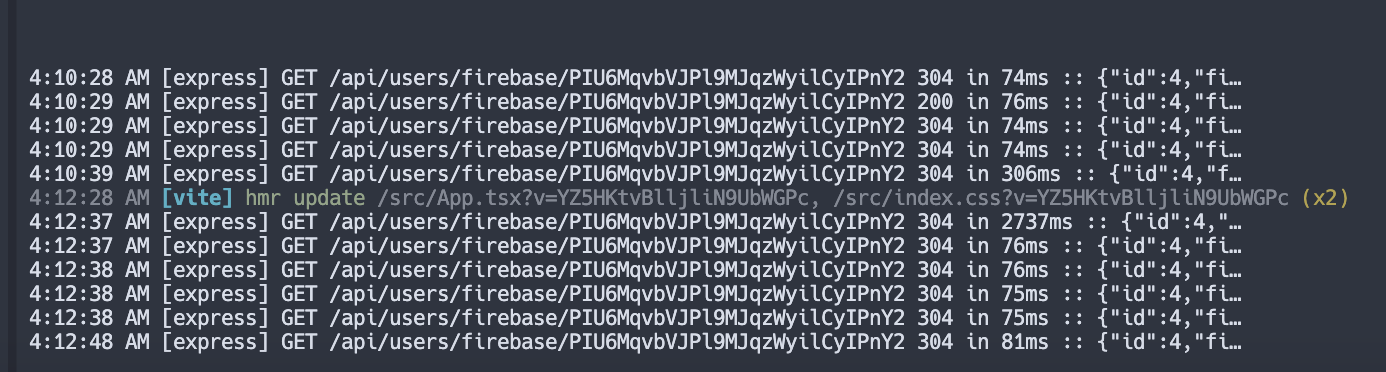 4:10:28 AM [express] GET /api/users/firebase/PIU6MqvbVJPl9MJqzWyilCyIPnY2 304 in 74ms :: {"id":4,"fi…
4:10:29 AM [express] GET /api/users/firebase/PIU6MqvbVJPl9MJqzWyilCyIPnY2 200 in 76ms :: {"id":4,"fi…
4:10:29 AM [express] GET /api/users/firebase/PIU6MqvbVJPl9MJqzWyilCyIPnY2 304 in 74ms :: {"id":4,"fi…
4:10:29 AM [express] GET /api/users/firebase/PIU6MqvbVJPl9MJqzWyilCyIPnY2 304 in 74ms :: {"id":4,"fi…
4:10:39 AM [express] GET /api/users/firebase/PIU6MqvbVJPl9MJqzWyilCyIPnY2 304 in 306ms :: {"id":4,"f…
4:12:28 AM [vite] hmr update /src/App.tsx?v=YZ5HKtvBlljliN9UbWGPc, /src/index.css?v=YZ5HKtvBlljliN9UbWGPc (x2)
4:12:37 AM [express] GET /api/users/firebase/PIU6MqvbVJPl9MJqzWyilCyIPnY2 304 in 2737ms :: {"id":4,"…
4:12:37 AM [express] GET /api/users/firebase/PIU6MqvbVJPl9MJqzWyilCyIPnY2 304 in 76ms :: {"id":4,"fi…
4:12:38 AM [express] GET /api/users/firebase/PIU6MqvbVJPl9MJqzWyilCyIPnY2 304 in 76ms :: {"id":4,"fi…
4:12:38 AM [express] GET /api/users/firebase/PIU6MqvbVJPl9MJqzWyilCyIPnY2 304 in 75ms :: {"id":4,"fi…
4:12:38 AM [express] GET /api/users/firebase/PIU6MqvbVJPl9MJqzWyilCyIPnY2 304 in 75ms :: {"id":4,"fi…
4:12:48 AM [express] GET /api/users/firebase/PIU6MqvbVJPl9MJqzWyilCyIPnY2 304 in 81ms :: {"id":4,"fi…